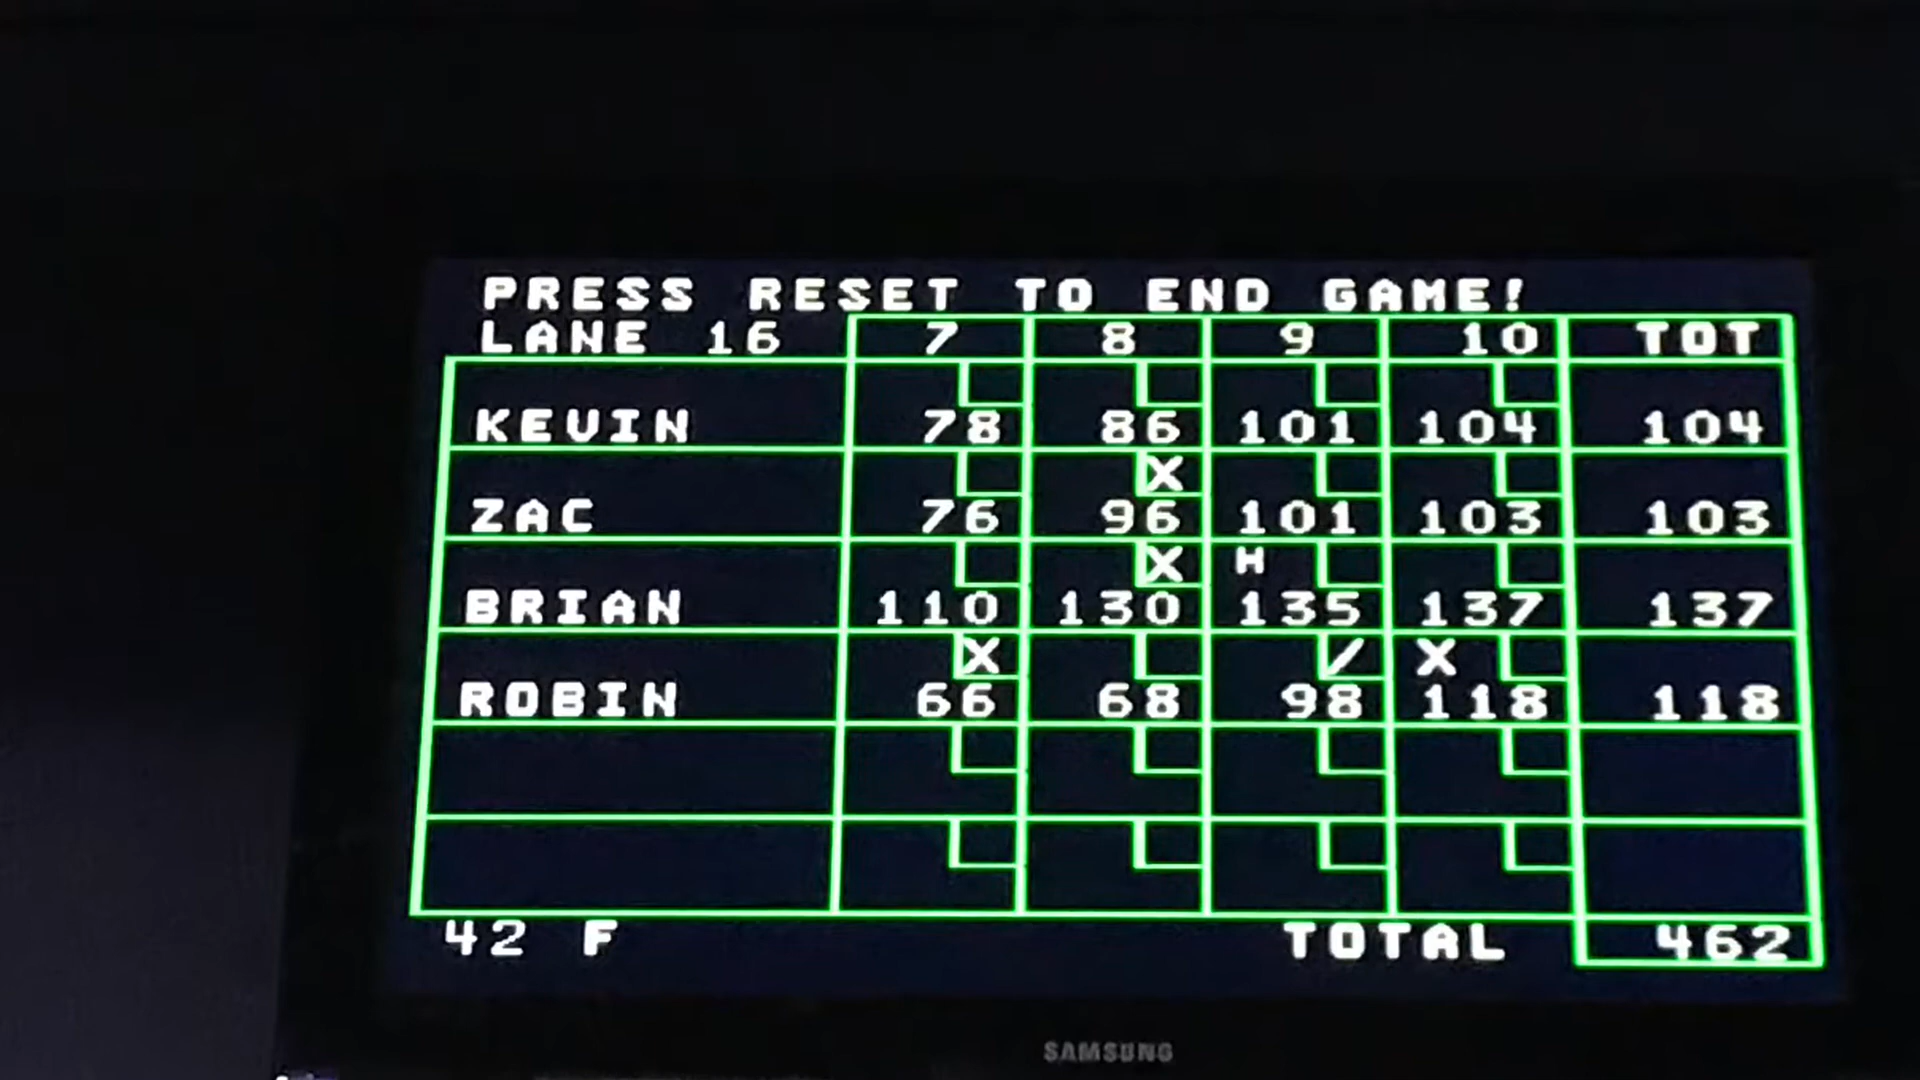 PRESS RESET TO END GAME!
LANE 16 7 8 9 10 TOT
KEVIN 78 86 101 104 104
X
ZAC 76 96 101 103 103
X H
BRIAN 110 130 135 137 137
X / X
ROBIN 66 68 98 118 118
42 F TOTAL 462
SAMSUNG